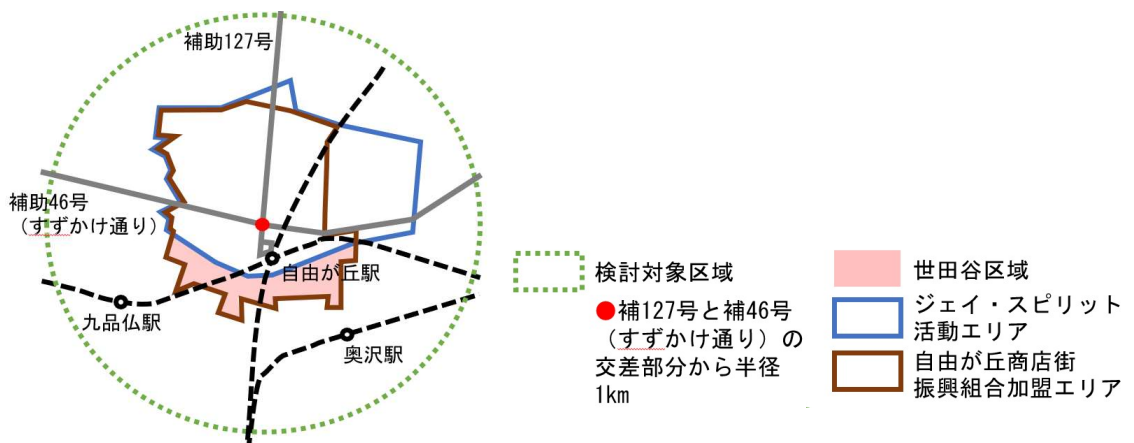 補助127号
補助46号
（すずかけ通り）
自由が丘駅
九品仏駅
奥沢駅
検討対象区域
●補127号と補46号
（すずかけ通り）の
交差部分から半径
1km
世田谷区域
ジェイ・スピリット
活動エリア
自由が丘商店街
振興組合加盟エリア